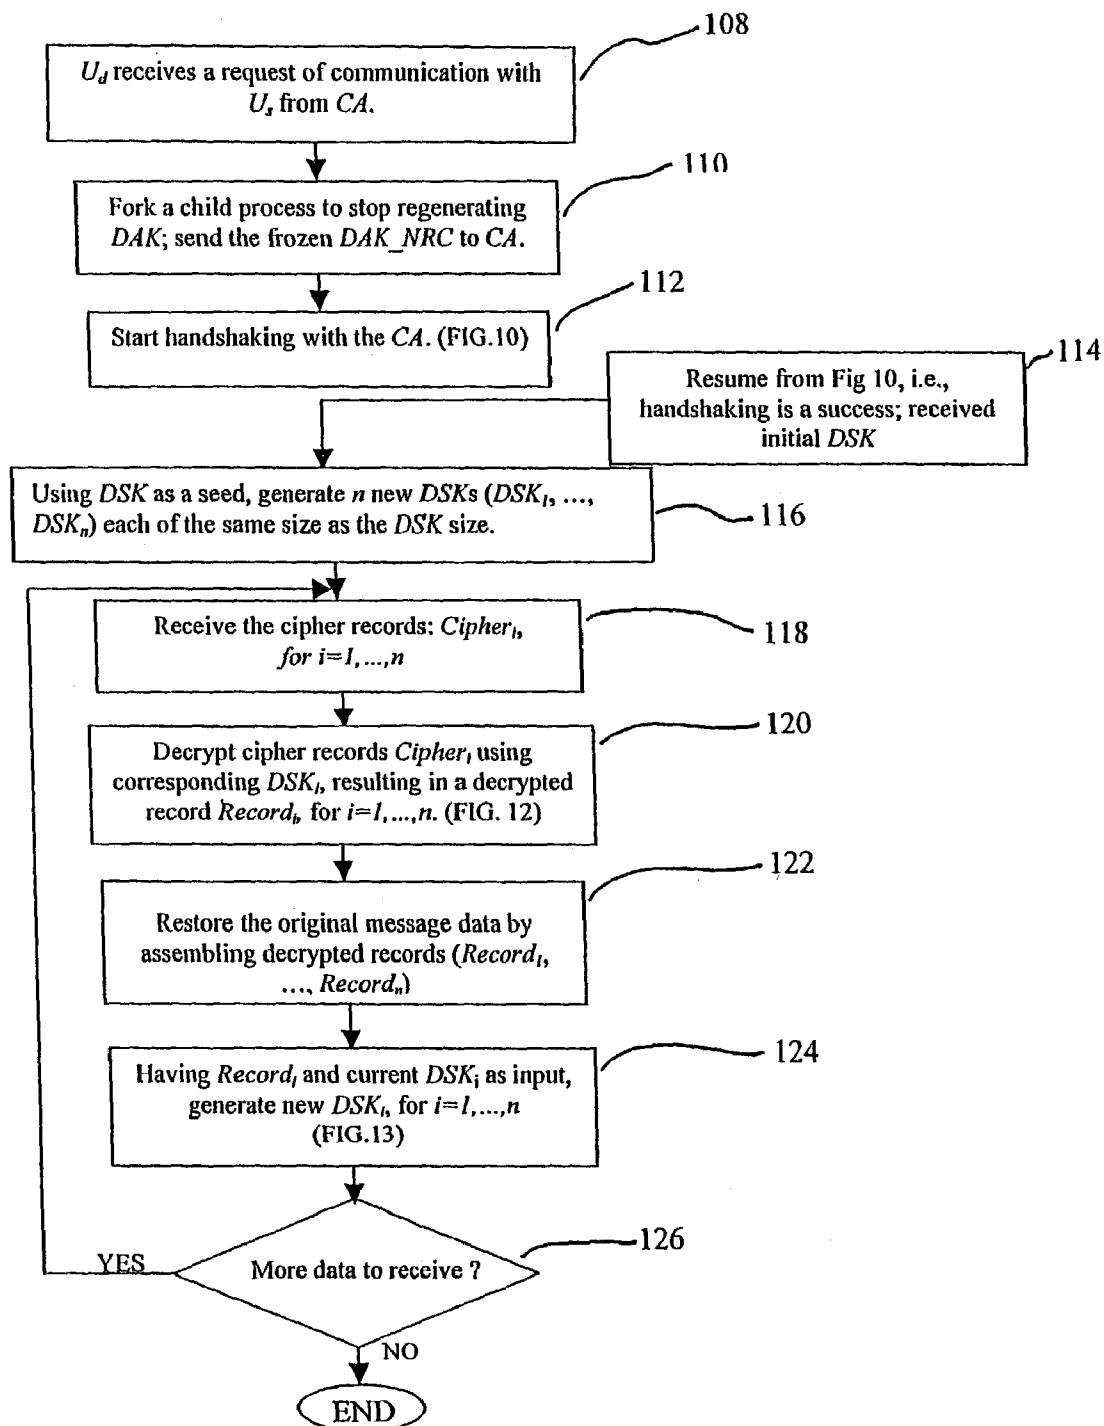 108
U_d receives a request of communication with
U_s from CA.
110
Fork a child process to stop regenerating
DAK; send the frozen DAK_NRC to CA.
112
Start handshaking with the CA. (FIG.10)
114
Resume from Fig 10, i.e.,
handshaking is a success; received
initial DSK
Using DSK as a seed, generate n new DSKs (DSK_1, ...,
DSK_n) each of the same size as the DSK size.
116
Receive the cipher records: Cipher_i,
for i=1,...,n
118
Decrypt cipher records Cipher_i using
corresponding DSK_i, resulting in a decrypted
record Record_i, for i=1,...,n. (FIG. 12)
120
Restore the original message data by
assembling decrypted records (Record_1,
..., Record_n)
122
Having Record_i and current DSK_i as input,
generate new DSK_i, for i=1,...,n
(FIG.13)
124
More data to receive ?
126
YES
NO
END